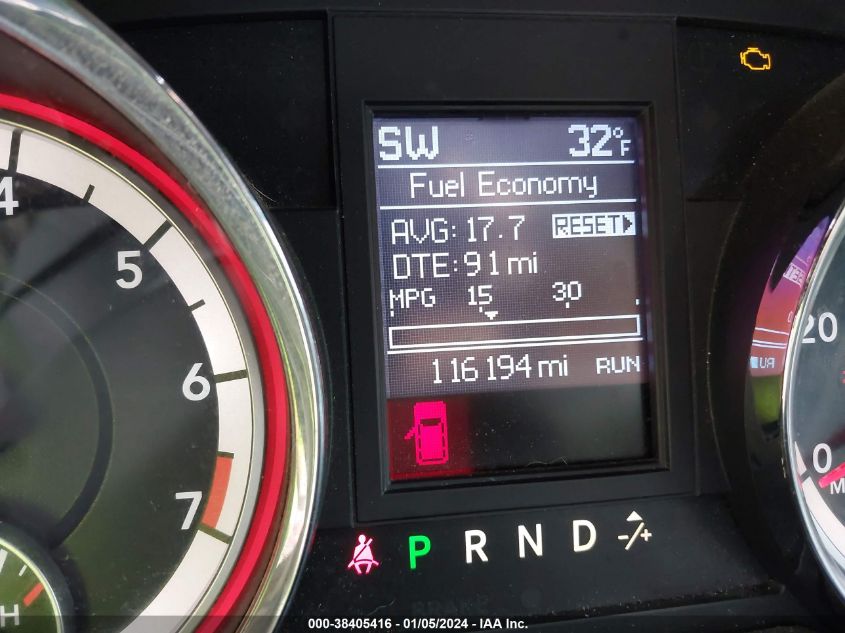 SW 32°F
Fuel Economy
AVG: 17.7 RESET
DTE: 91 mi
MPG 15 30
116194 mi RUN
4
5
6
7
H
20
0
P R N D -/+
BRAKE
000-38405416 - 01/05/2024 - IAA Inc.